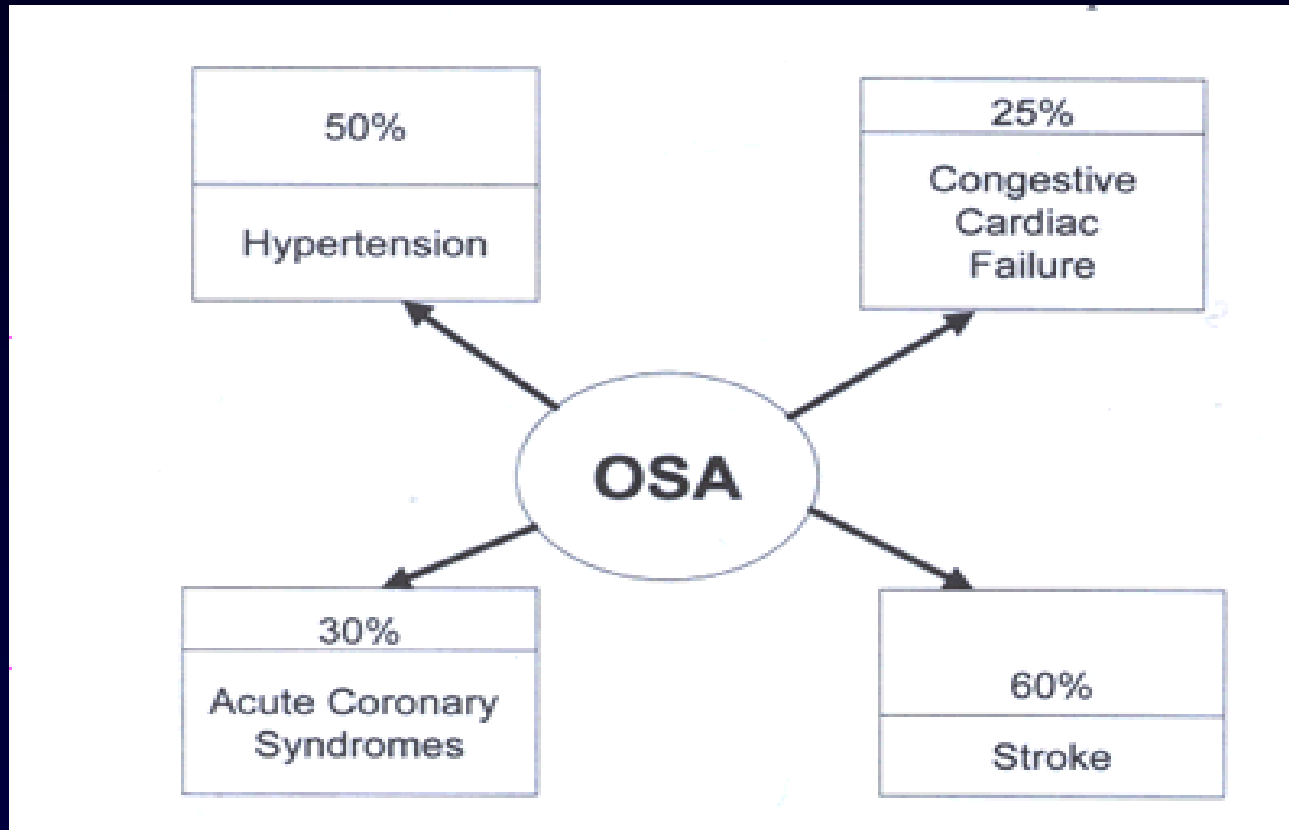 50%
Hypertension
25%
Congestive
Cardiac
Failure
OSA
30%
Acute Coronary
Syndromes
60%
Stroke